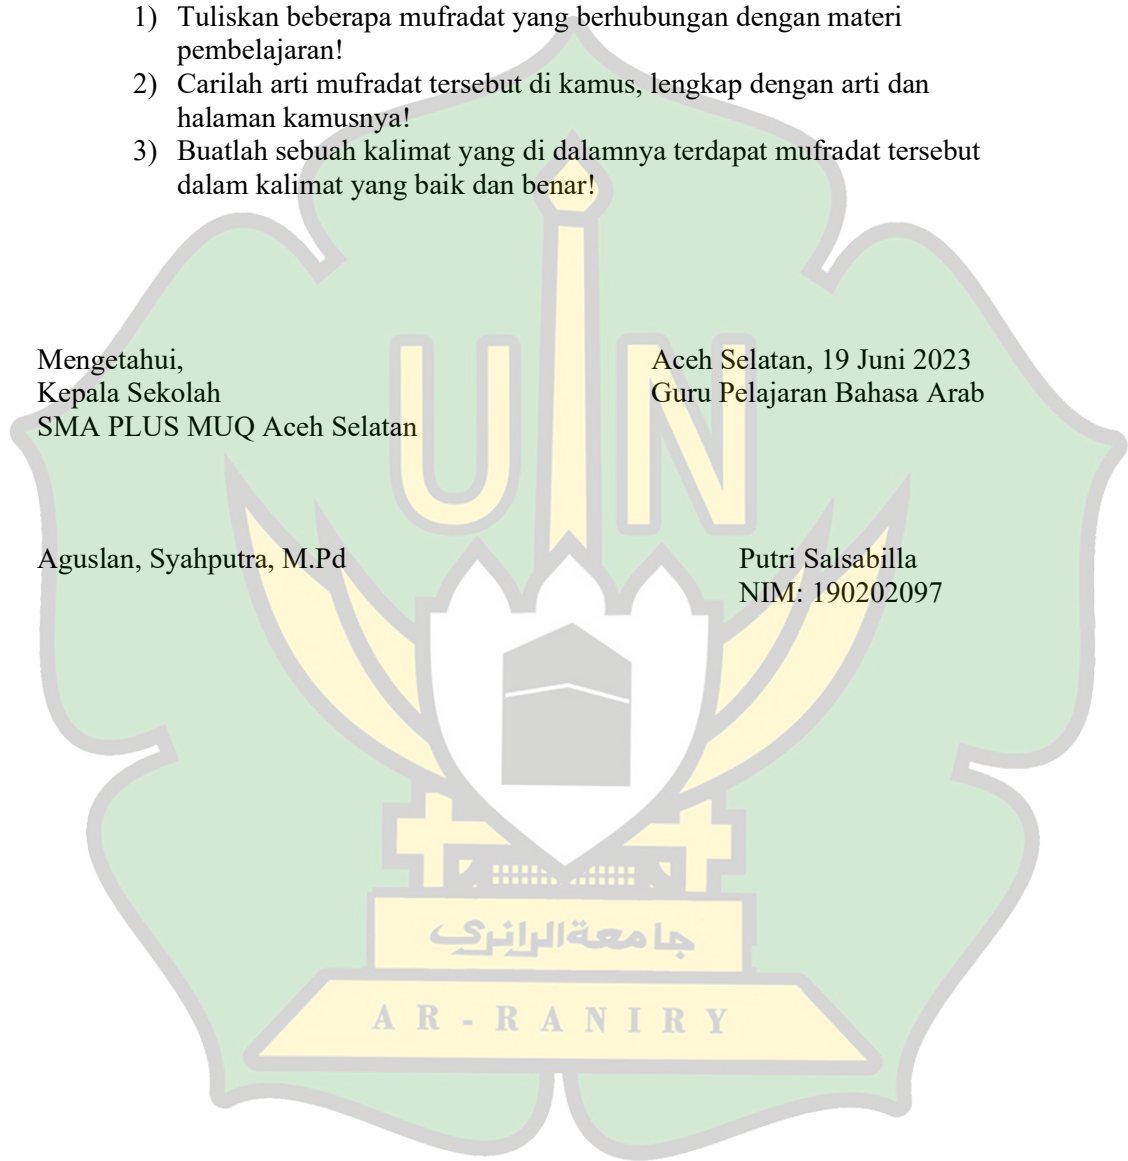 1) Tuliskan beberapa mufradat yang berhubungan dengan materi
pembelajaran!
2) Carilah arti mufradat tersebut di kamus, lengkap dengan arti dan
halaman kamusnya!
3) Buatlah sebuah kalimat yang di dalamnya terdapat mufradat tersebut
dalam kalimat yang baik dan benar!
Mengetahui,
Kepala Sekolah
SMA PLUS MUQ Aceh Selatan
Aceh Selatan, 19 Juni 2023
Guru Pelajaran Bahasa Arab
Aguslan, Syahputra, M.Pd
Putri Salsabilla
NIM: 190202097
UIN
جامعة الرانري
AR-RANIRY